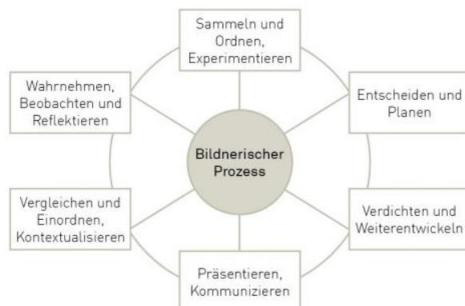 Sammeln und
Ordnen,
Experimentieren
Wahrnehmen,
Beobachten und
Reflektieren
Entscheiden und
Planen
Bildnerischer
Prozess
Vergleichen und
Einordnen,
Kontextualisieren
Verdichten und
Weiterentwickeln
Präsentieren,
Kommunizieren